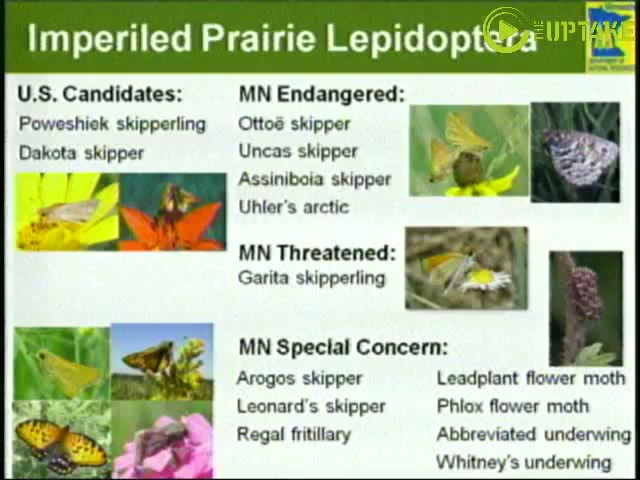 Imperiled Prairie Lepidoptera
THE UPTAKE
U.S. Candidates:
Poweshiek skipperling
Dakota skipper
MN Endangered:
Ottoë skipper
Uncas skipper
Assiniboia skipper
Uhler's arctic
MN Threatened:
Garita skipperling
MN Special Concern:
Arogos skipper
Leonard's skipper
Regal fritillary
Leadplant flower moth
Phlox flower moth
Abbreviated underwing
Whitney's underwing